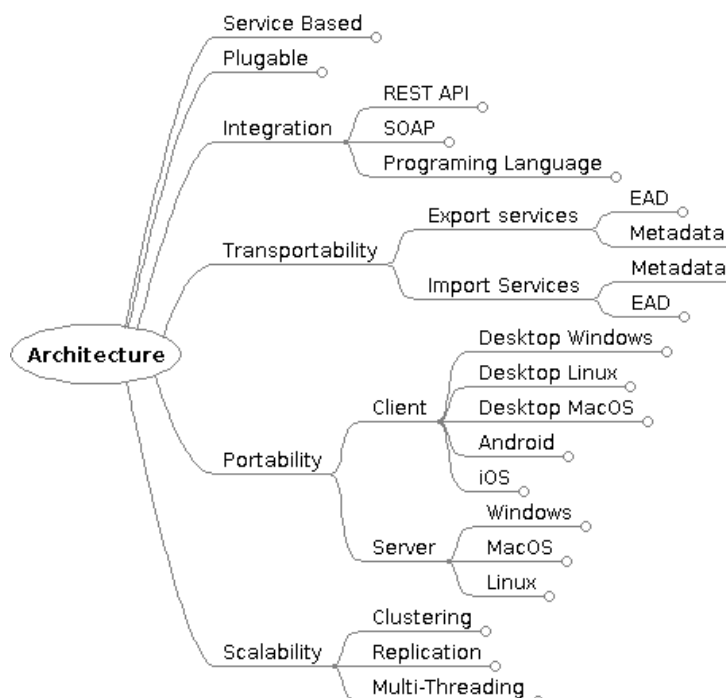 Service Based
Plugable
Integration
REST API
SOAP
Programing Language
Transportability
Export services
EAD
Metadata
Import Services
Metadata
EAD
Architecture
Portability
Client
Desktop Windows
Desktop Linux
Desktop MacOS
Android
iOS
Server
Windows
MacOS
Linux
Scalability
Clustering
Replication
Multi-Threading